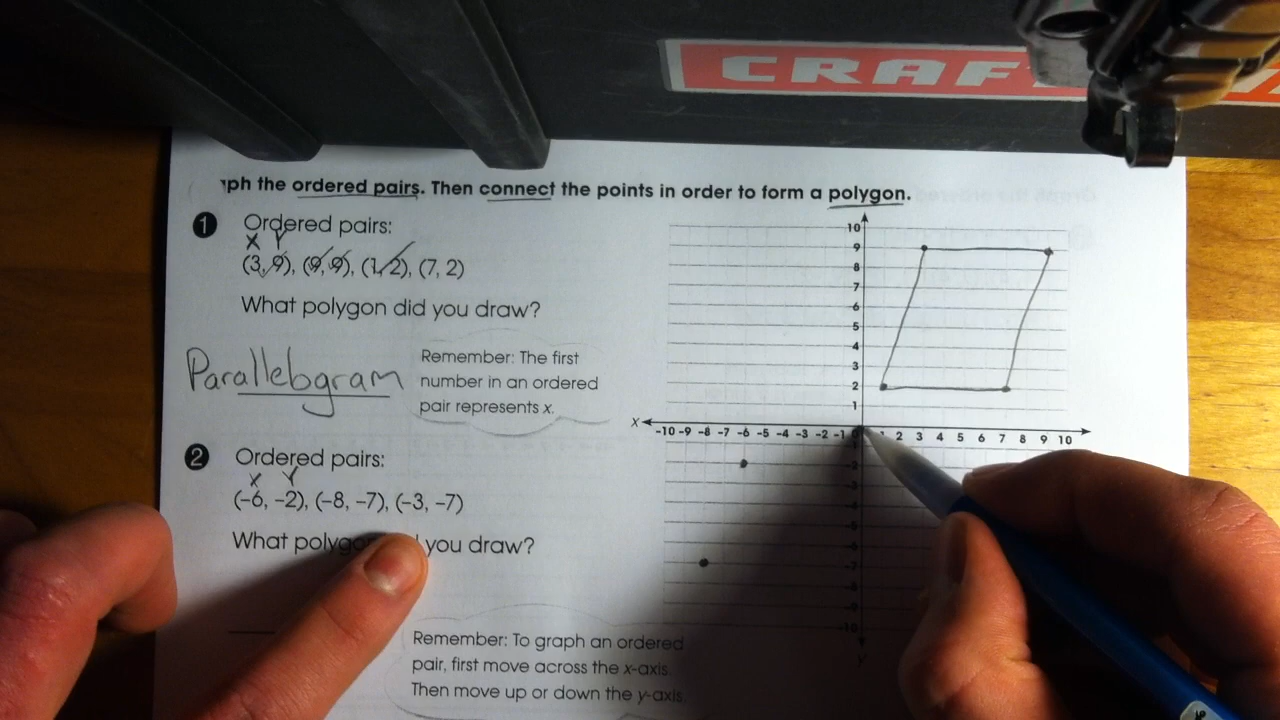 CRAF
ph the ordered pairs. Then connect the points in order to form a polygon.
1 Ordered pairs:
X Y
(3, 9), (9, 9), (1, 2), (7, 2)
What polygon did you draw?
Parallelogram
Remember: The first
number in an ordered
pair represents x.
2 Ordered pairs:
X Y
(−6, −2), (−8, −7), (−3, −7)
What polygo you draw?
Remember: To graph an ordered
pair, first move across the x-axis.
Then move up or down the y-axis.
10
9
8
7
6
5
4
3
2
1
x -10 -9 -8 -7 -6 -5 -4 -3 -2 -1 0 2 3 4 5 6 7 8 9 10
-2
-7
-10
y